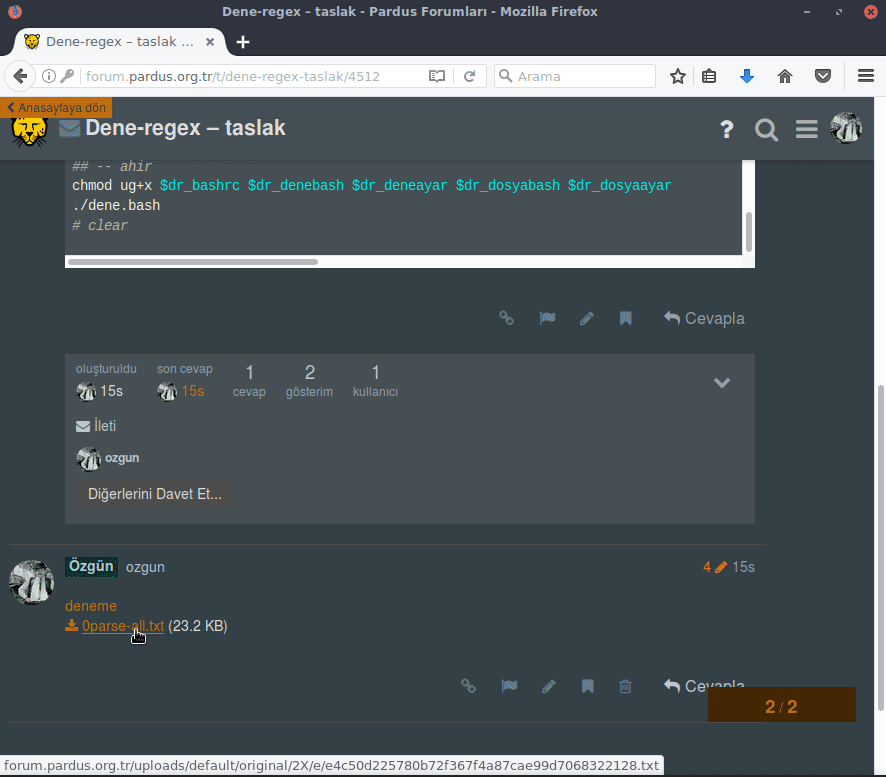 Dene-regex – taslak - Pardus Forumları - Mozilla Firefox
Dene-regex – taslak ...
forum.pardus.org.tr/t/dene-regex-taslak/4512
Arama
Anasayfaya dön
Dene-regex – taslak
?
## -- ahir
chmod ug+x $dr_bashrc $dr_denebash $dr_deneayar $dr_dosyabash $dr_dosyaayar
./dene.bash
# clear
Cevapla
oluşturuldu son cevap 1 2 1
15s 15s cevap gösterim kullanıcı
İleti
ozgun
Diğerlerini Davet Et...
Özgün ozgun 4 15s
deneme
0parse-all.txt (23.2 KB)
Cevapla
2 / 2
forum.pardus.org.tr/uploads/default/original/2X/e/e4c50d225780b72f367f4a87cae99d7068322128.txt